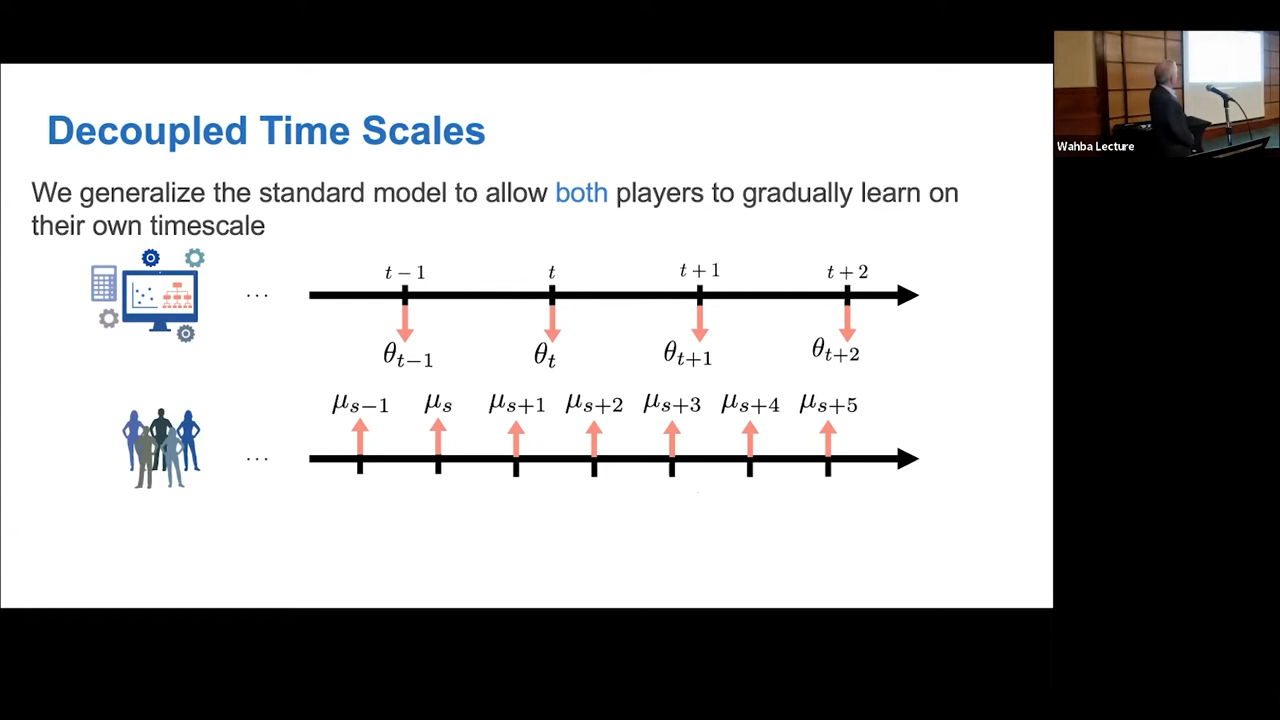 Decoupled Time Scales
We generalize the standard model to allow both players to gradually learn on
their own timescale
··· t − 1 t t + 1 t + 2
θₜ₋₁ θₜ θₜ₊₁ θₜ₊₂
μₛ₋₁ μₛ μₛ₊₁ μₛ₊₂ μₛ₊₃ μₛ₊₄ μₛ₊₅
···
Wahba Lecture